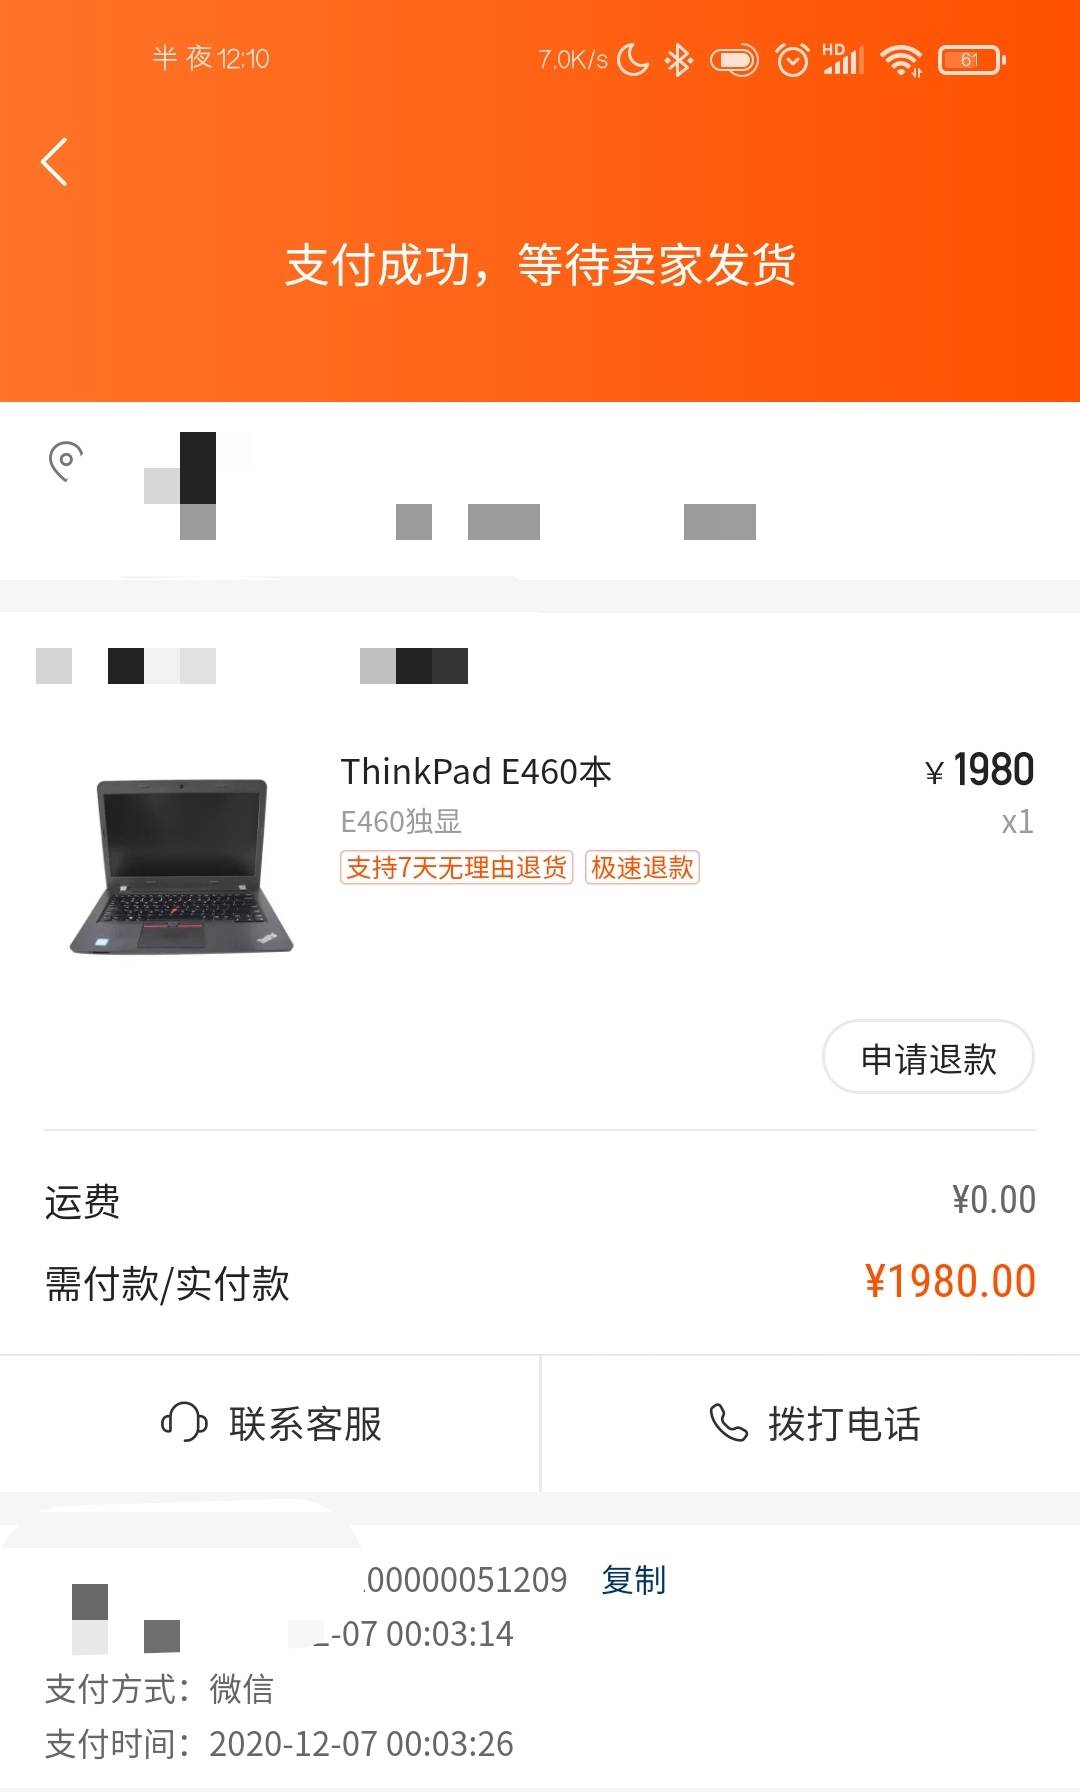 半夜12:10 7.0K/s HD 61
支付成功，等待卖家发货
ThinkPad E460本 ¥1980
E460独显 x1
支持7天无理由退货 极速退款
申请退款
运费 ¥0.00
需付款/实付款 ¥1980.00
联系客服 拨打电话
00000051209 复制
-07 00:03:14
支付方式：微信
支付时间：2020-12-07 00:03:26